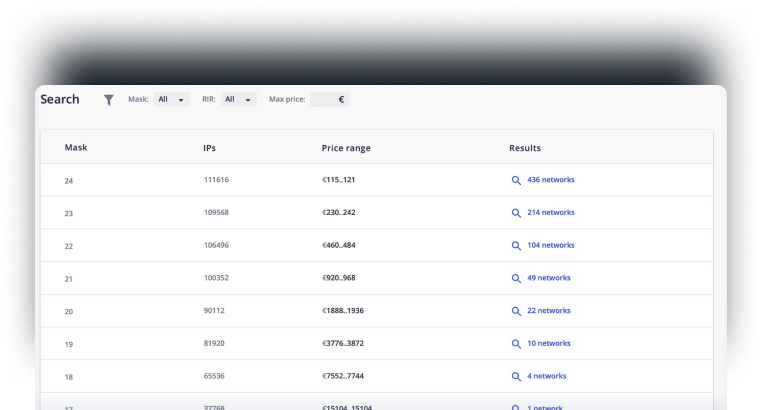 Search Mask: All RIR: All Max price: €
Mask IPs Price range Results
24 111616 €115..121 436 networks
23 109568 €230..242 214 networks
22 106496 €460..484 104 networks
21 100352 €920..968 49 networks
20 90112 €1888..1936 22 networks
19 81920 €3776..3872 10 networks
18 65536 €7552..7744 4 networks
17 32768 €15104..15104 1 network